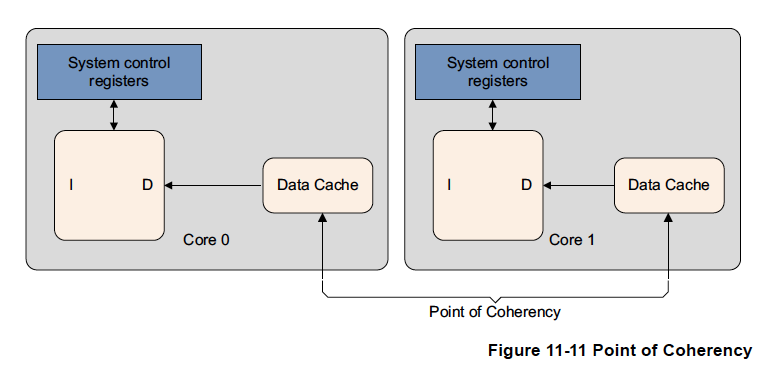 System control
registers
System control
registers
I
D
Data Cache
I
D
Data Cache
Core 0
Core 1
Point of Coherency
Figure 11-11 Point of Coherency